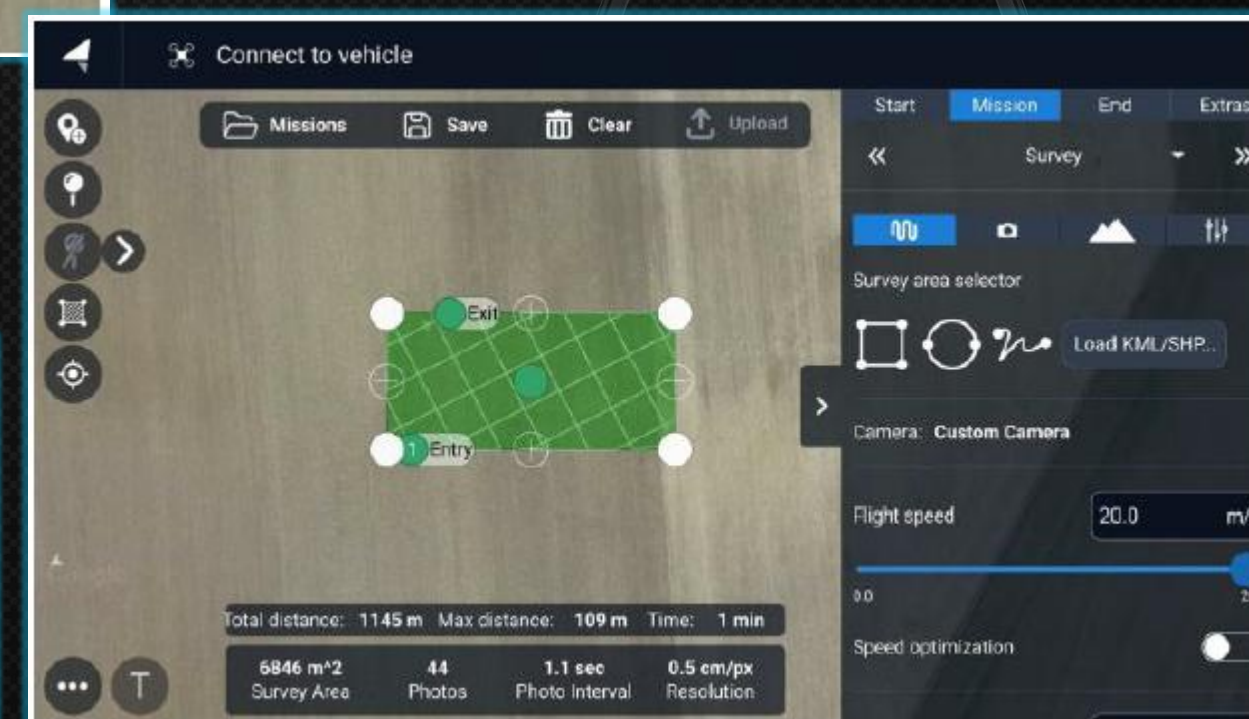 Connect to vehicle
Missions Save Clear Upload
Start Mission End Extras
Survey
Survey area selector
Load KML/SHP...
Camera: Custom Camera
Flight speed 20.0 m/
0.0 2
Speed optimization
Exit
1 Entry
Total distance: 1145 m Max distance: 109 m Time: 1 min
6846 m^2 44 1.1 sec 0.5 cm/px
Survey Area Photos Photo Interval Resolution
T